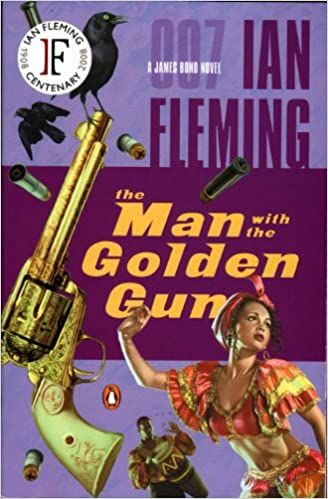 IAN FLEMING
1908
F
2008
CENTENARY
007 IAN
A JAMES BOND NOVEL
FLEMING
the
Man with
the
Golden
Gun